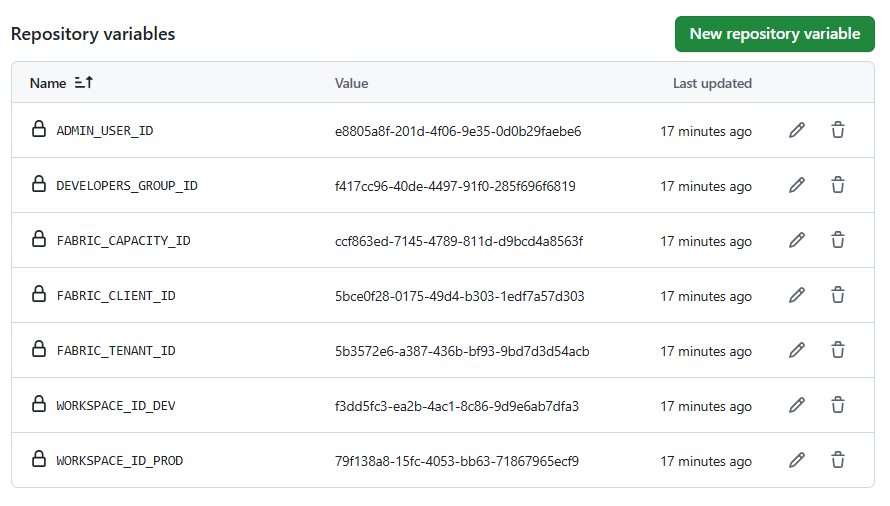 Repository variables
New repository variable
Name Value Last updated
ADMIN_USER_ID e8805a8f-201d-4f06-9e35-0d0b29faebe6 17 minutes ago
DEVELOPERS_GROUP_ID f417cc96-40de-4497-91f0-285f696f6819 17 minutes ago
FABRIC_CAPACITY_ID ccf863ed-7145-4789-811d-d9bcd4a8563f 17 minutes ago
FABRIC_CLIENT_ID 5bce0f28-0175-49d4-b303-1edf7a57d303 17 minutes ago
FABRIC_TENANT_ID 5b3572e6-a387-436b-bf93-9bd7d3d54acb 17 minutes ago
WORKSPACE_ID_DEV f3dd5fc3-ea2b-4ac1-8c86-9d9e6ab7dfa3 17 minutes ago
WORKSPACE_ID_PROD 79f138a8-15fc-4053-bb63-71867965ecf9 17 minutes ago